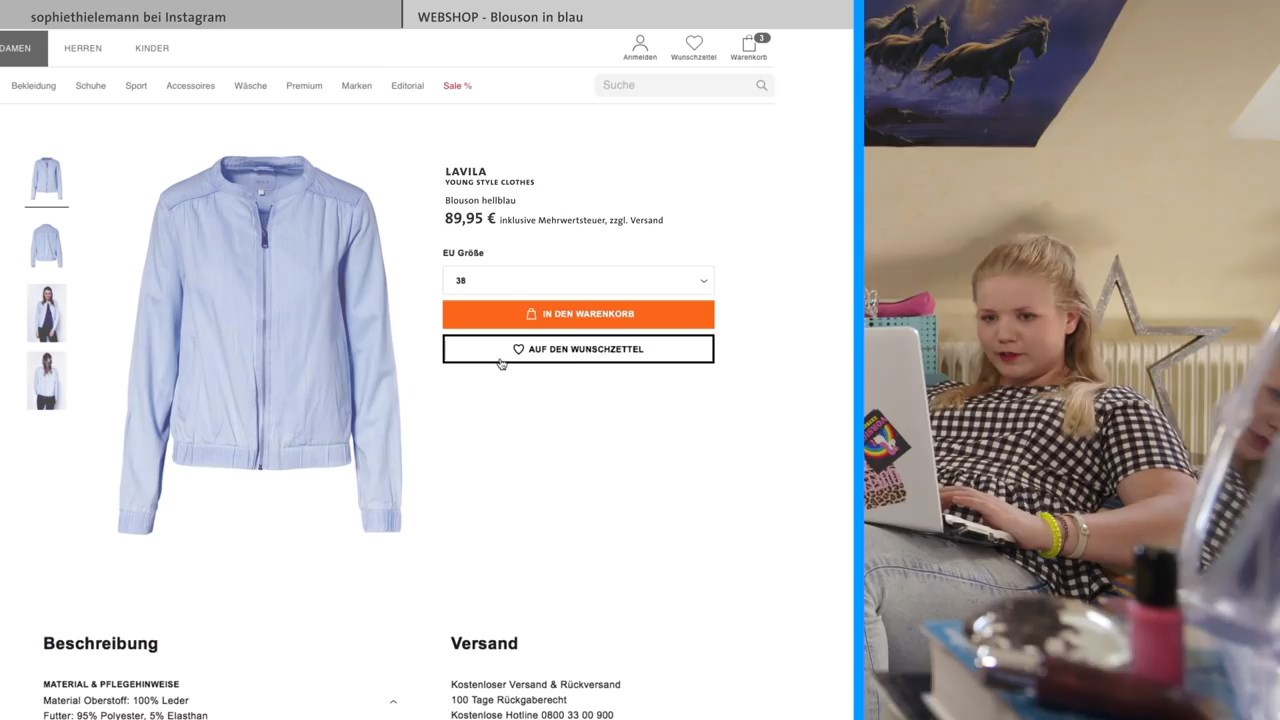 sophiethielemann bei Instagram
WEBSHOP - Blouson in blau
DAMEN
HERREN
KINDER
Anmelden
Wunschzettel
3
Warenkorb
Bekleidung
Schuhe
Sport
Accessoires
Wäsche
Premium
Marken
Editorial
Sale %
Suche
LAVILA
YOUNG STYLE CLOTHES
Blouson hellblau
89,95 € inklusive Mehrwertsteuer, zzgl. Versand
EU Größe
38
IN DEN WARENKORB
AUF DEN WUNSCHZETTEL
Beschreibung
MATERIAL & PFLEGEHINWEISE
Material Oberstoff: 100% Leder
Futter: 95% Polyester, 5% Elasthan
Versand
Kostenloser Versand & Rückversand
100 Tage Rückgaberecht
Kostenlose Hotline 0800 33 00 900